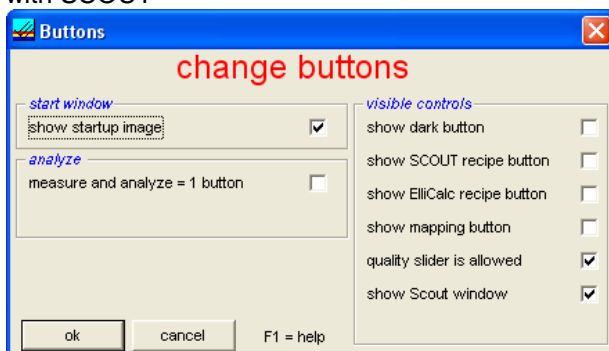 with SCOUT
Buttons
change buttons
start window
show startup image
analyze
measure and analyze = 1 button
visible controls
show dark button
show SCOUT recipe button
show ElliCalc recipe button
show mapping button
quality slider is allowed
show Scout window
ok
cancel
F1 = help